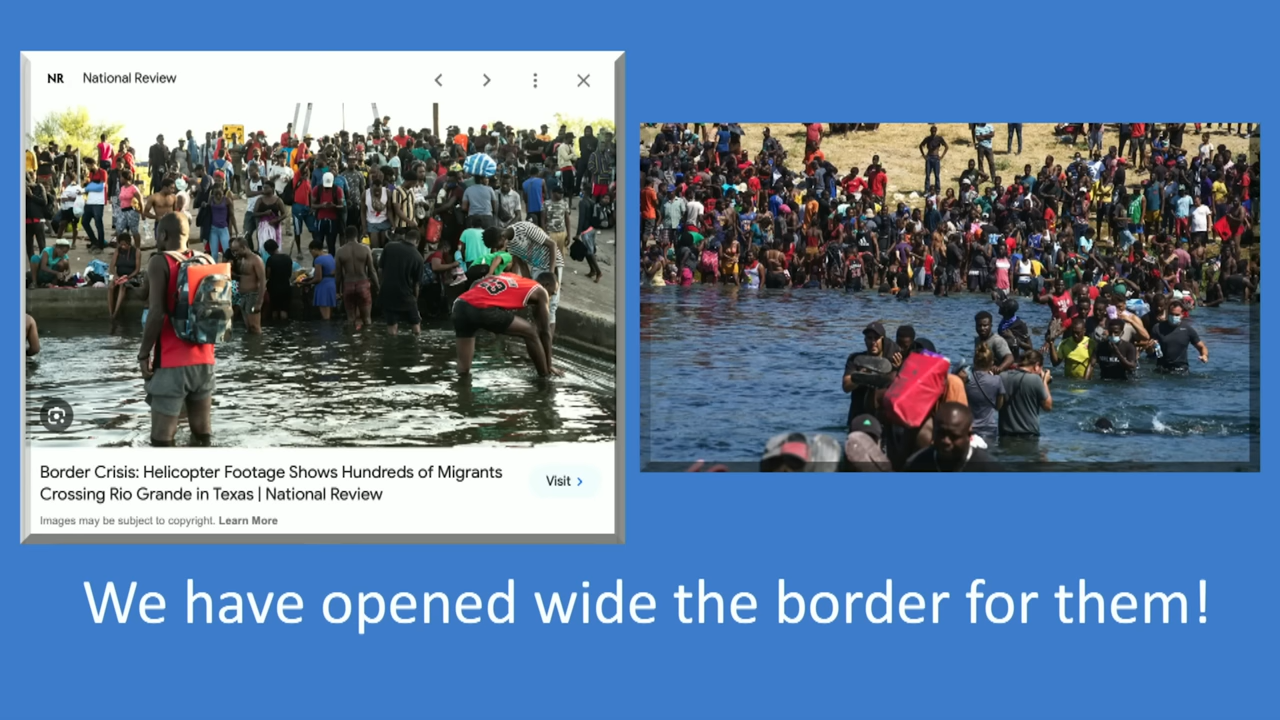 NR National Review
Border Crisis: Helicopter Footage Shows Hundreds of Migrants
Crossing Rio Grande in Texas | National Review
Visit >
Images may be subject to copyright. Learn More
We have opened wide the border for them!